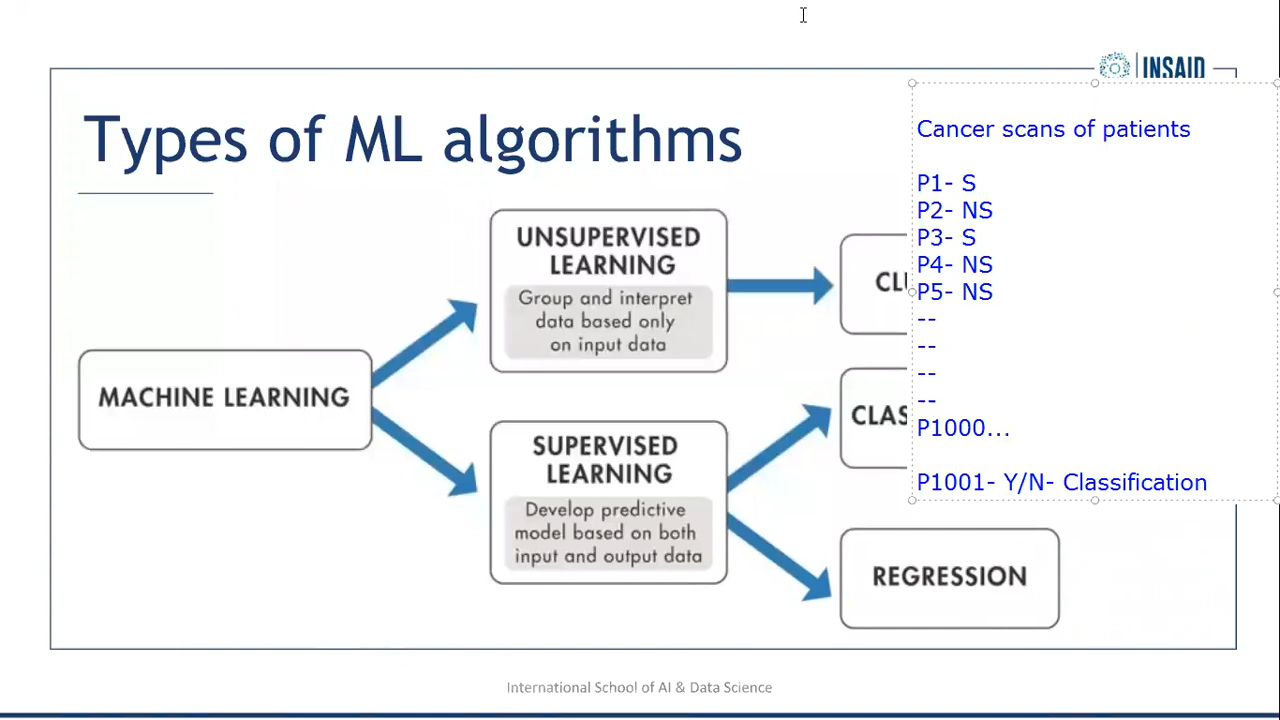 INSAID
Types of ML algorithms
Cancer scans of patients
P1- S
P2- NS
P3- S
P4- NS
P5- NS
--
--
--
--
P1000...
P1001- Y/N- Classification
MACHINE LEARNING
UNSUPERVISED
LEARNING
Group and interpret
data based only
on input data
SUPERVISED
LEARNING
Develop predictive
model based on both
input and output data
CLAS
REGRESSION
International School of AI & Data Science